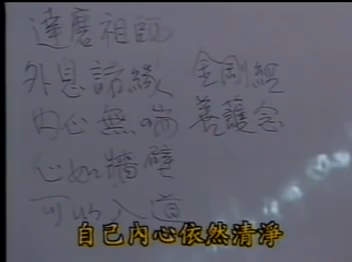 達磨祖師
外息諸緣 金剛經
內心無喘 善護念
心如牆壁
可以入道
自己內心依然清淨